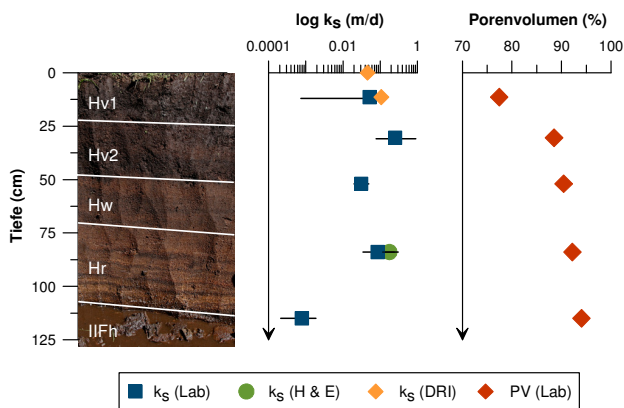 log ks (m/d)
Porenvolumen (%)
0.0001 0.01 1
70 80 90 100
Tiefe (cm)
0
25
50
75
100
125
Hv1
Hv2
Hw
Hr
IIFh
ks (Lab) ks (H & E) ks (DRI) PV (Lab)